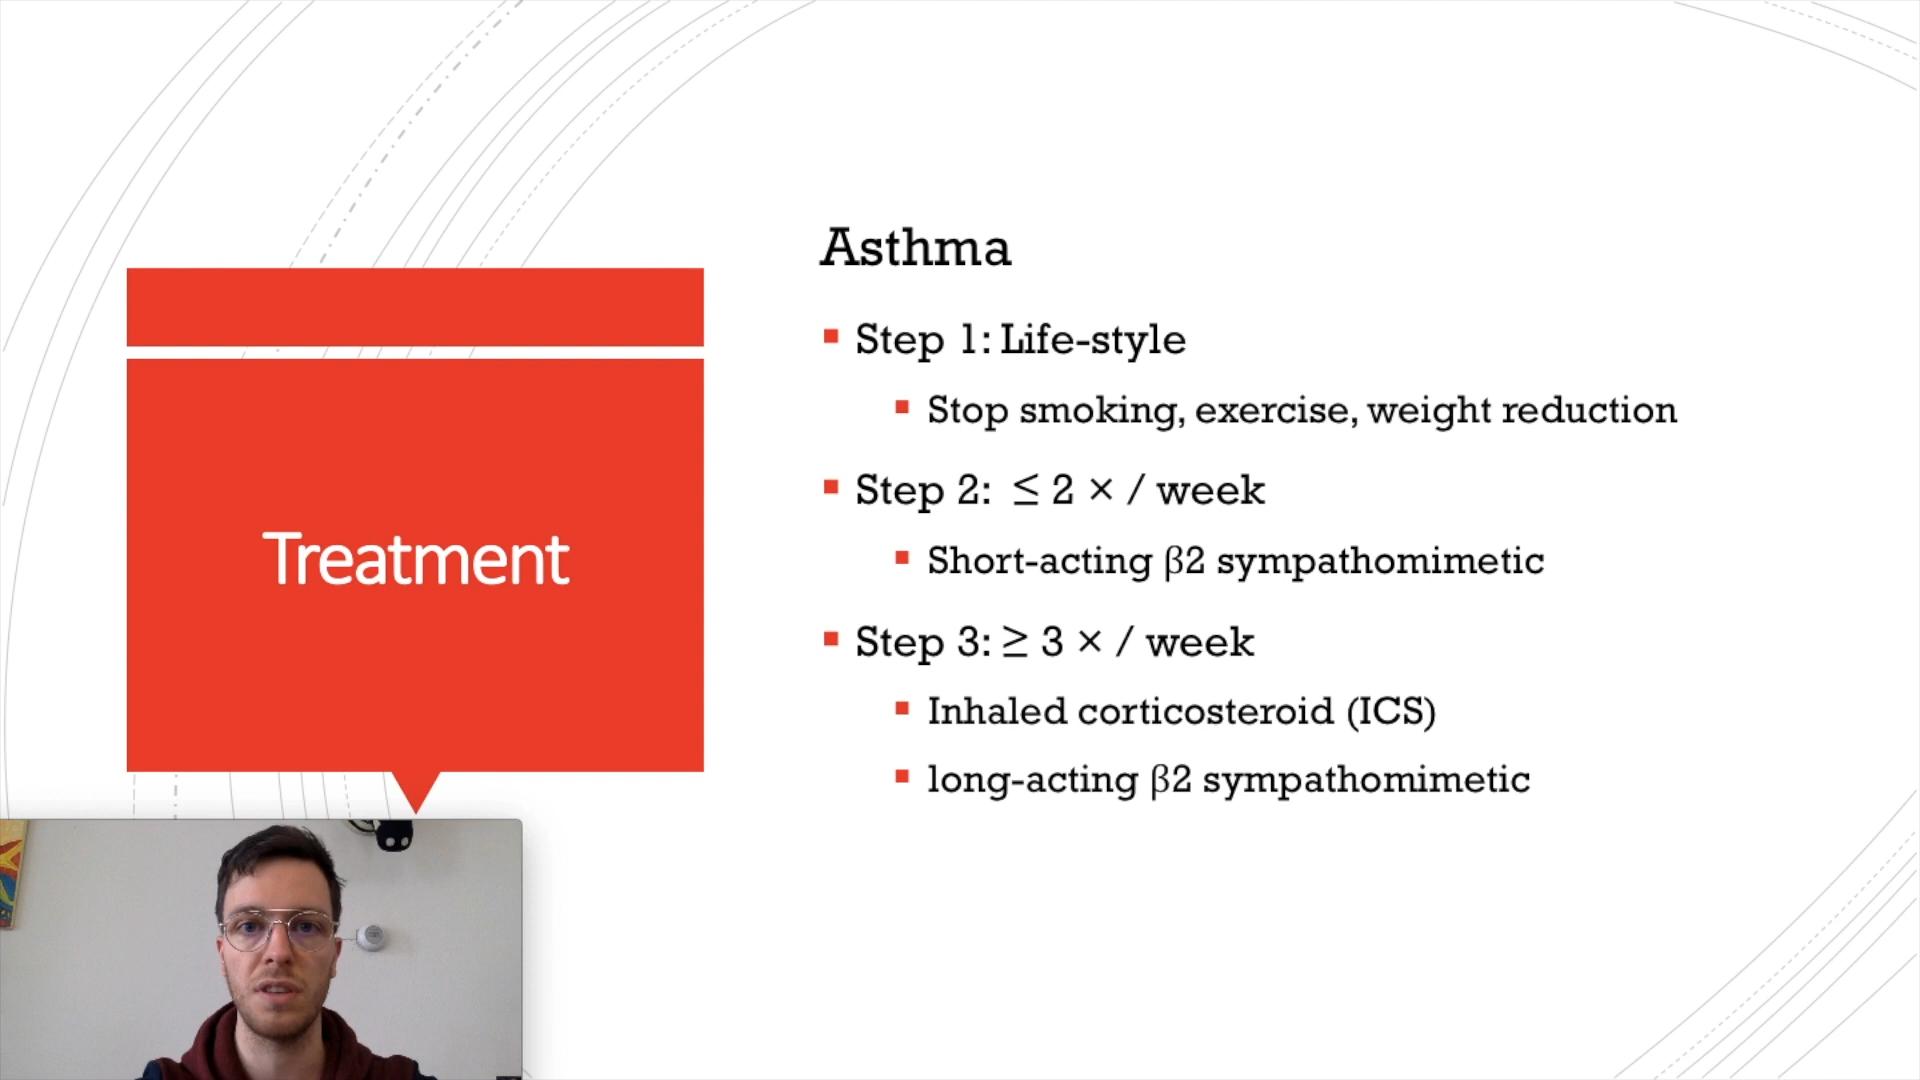 Treatment
Asthma
Step 1: Life-style
Stop smoking, exercise, weight reduction
Step 2: ≤ 2 × / week
Short-acting β2 sympathomimetic
Step 3: ≥ 3 × / week
Inhaled corticosteroid (ICS)
long-acting β2 sympathomimetic